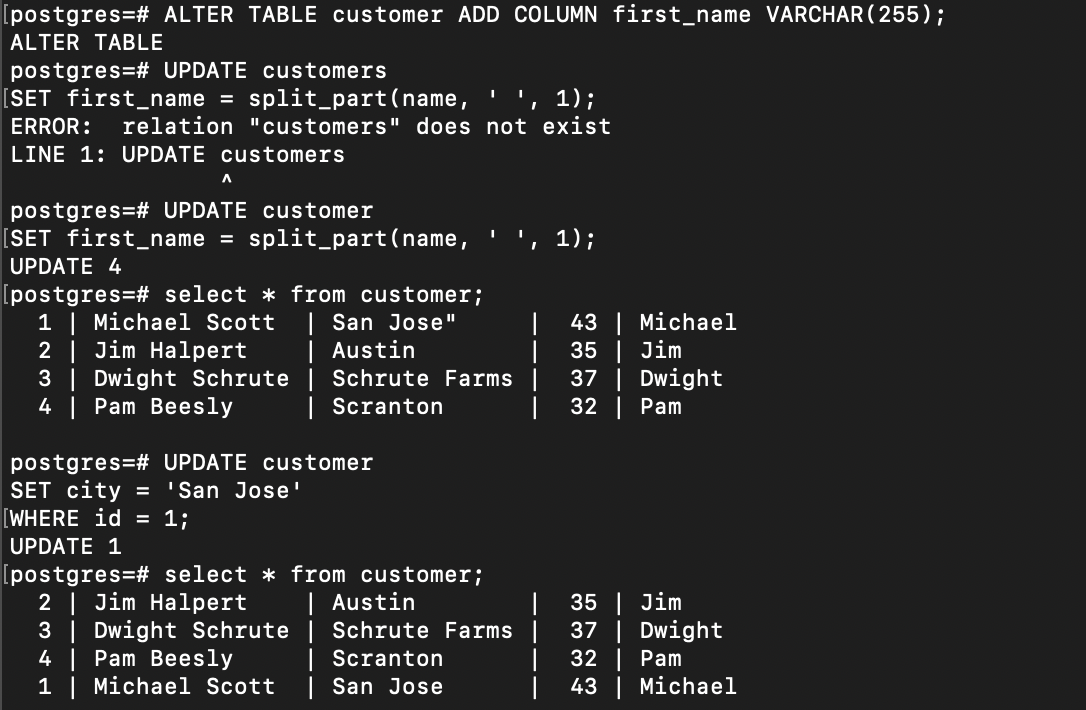 [postgres=# ALTER TABLE customer ADD COLUMN first_name VARCHAR(255);
ALTER TABLE
postgres=# UPDATE customers
[SET first_name = split_part(name, ' ', 1);
ERROR:  relation "customers" does not exist
LINE 1: UPDATE customers
               ^
postgres=# UPDATE customer
[SET first_name = split_part(name, ' ', 1);
UPDATE 4
[postgres=# select * from customer;
  1 | Michael Scott  | San Jose"     |  43 | Michael
  2 | Jim Halpert    | Austin        |  35 | Jim
  3 | Dwight Schrute | Schrute Farms |  37 | Dwight
  4 | Pam Beesly     | Scranton      |  32 | Pam

postgres=# UPDATE customer
SET city = 'San Jose'
[WHERE id = 1;
UPDATE 1
[postgres=# select * from customer;
  2 | Jim Halpert    | Austin        |  35 | Jim
  3 | Dwight Schrute | Schrute Farms |  37 | Dwight
  4 | Pam Beesly     | Scranton      |  32 | Pam
  1 | Michael Scott  | San Jose      |  43 | Michael